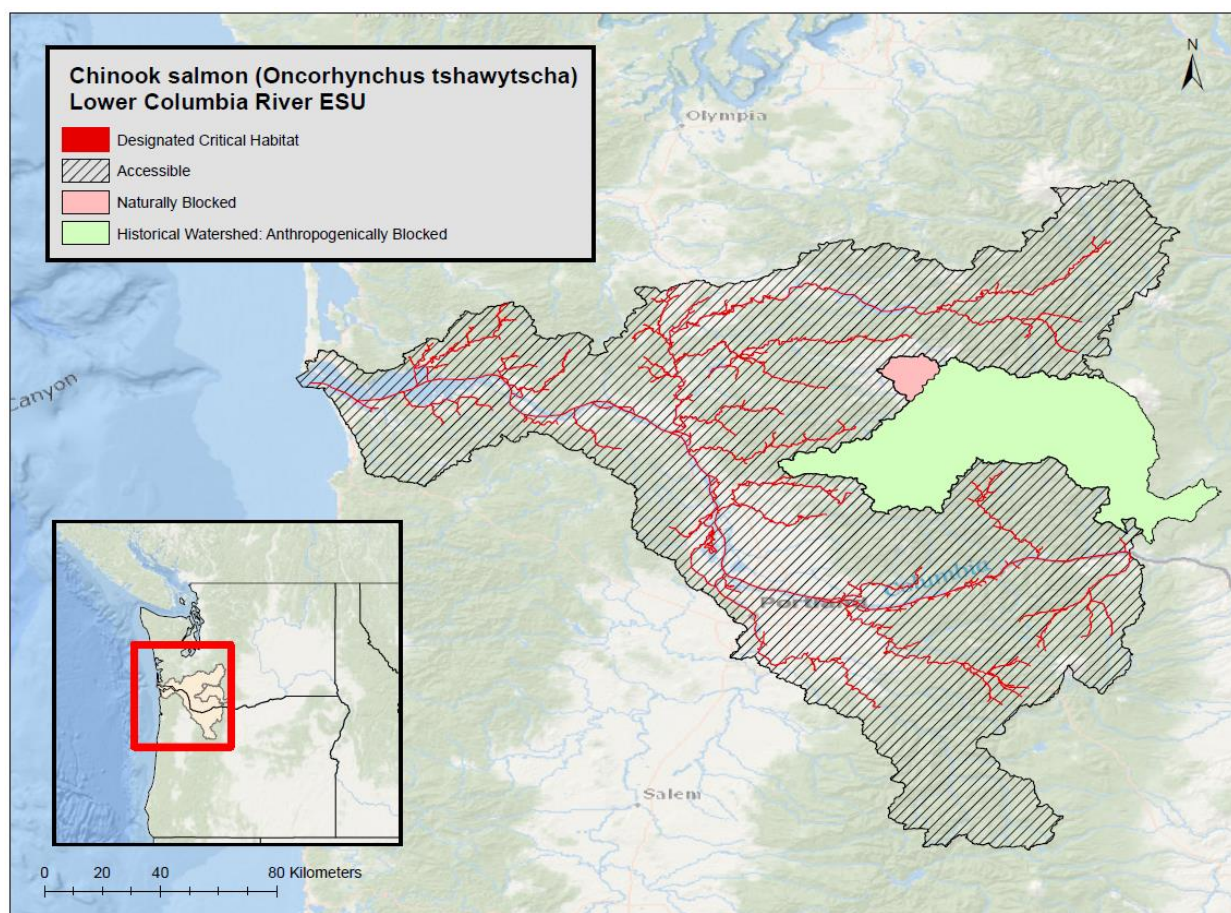 Chinook salmon (Oncorhynchus tshawytscha)
Lower Columbia River ESU
Designated Critical Habitat
Accessible
Naturally Blocked
Historical Watershed: Anthropogenically Blocked
N
Olympia
Canyon
Columbia
Portland
Salem
0 20 40 80 Kilometers